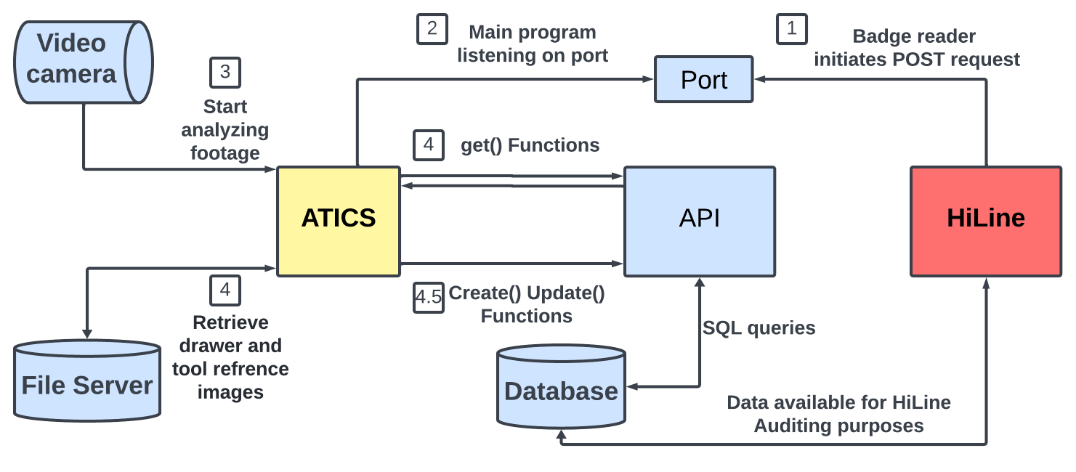 Video
camera
3
Start
analyzing
footage
2
Main program
listening on port
Port
1
Badge reader
initiates POST request
4
get() Functions
ATICS
API
HiLine
4
Retrieve
drawer and
tool refrence
images
4.5
Create() Update()
Functions
SQL queries
File Server
Database
Data available for HiLine
Auditing purposes